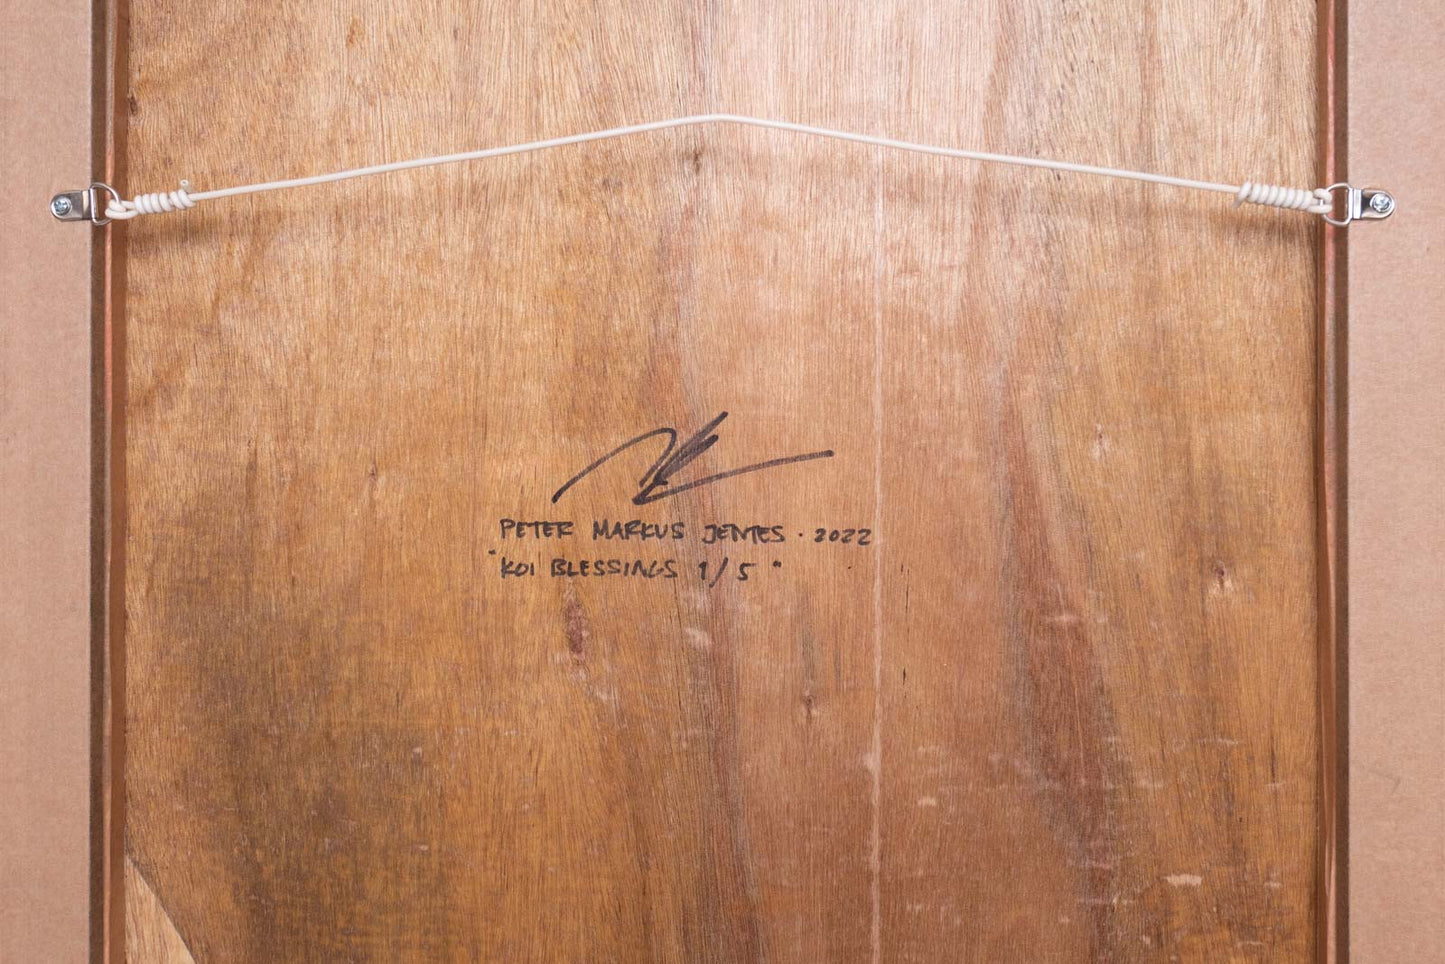 PETER MARKUS JENTES · 2022
"KOI BLESSINGS 1/5"